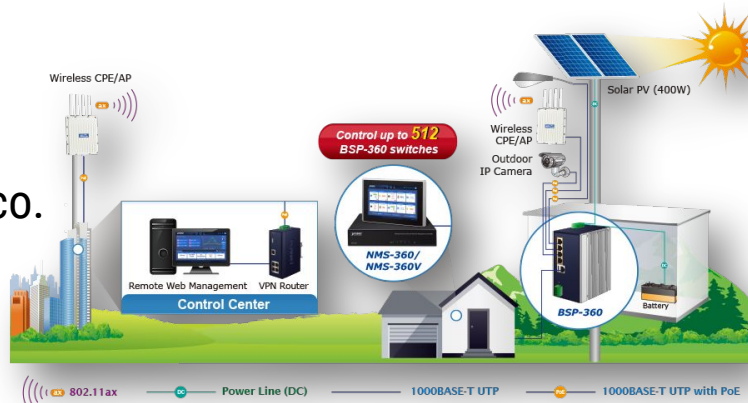 Wireless CPE/AP
AX
co.
Remote Web Management
VPN Router
Control Center
Control up to 512
BSP-360 switches
NMS-360/
NMS-360V
Solar PV (400W)
AX
Wireless
CPE/AP
Outdoor
IP Camera
BSP-360
Battery
AX 802.11ax
DC Power Line (DC)
1000BASE-T UTP
PoE 1000BASE-T UTP with PoE